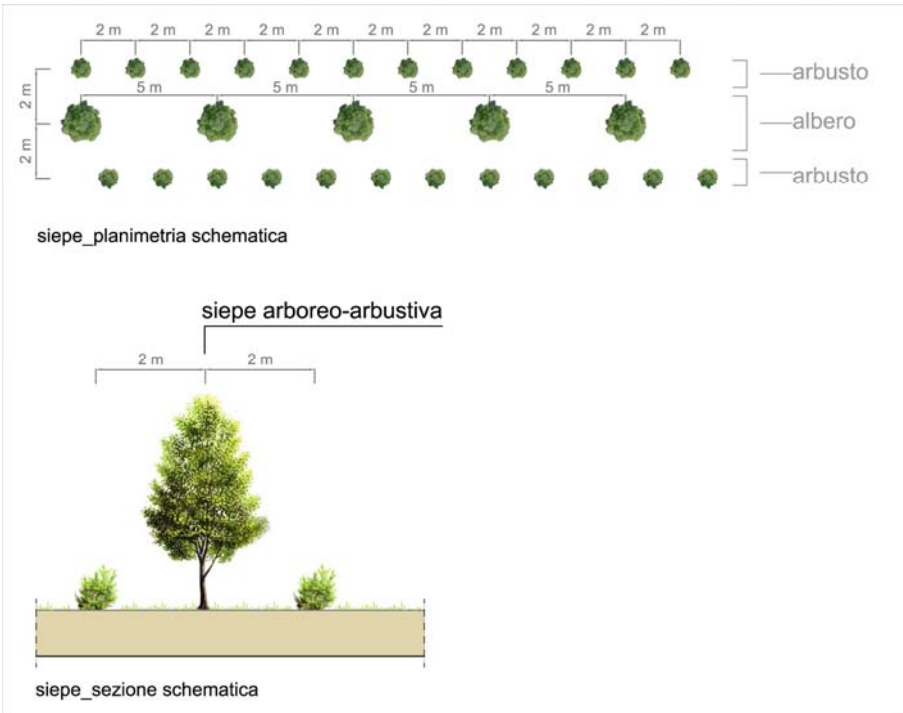 2 m 2 m 2 m 2 m 2 m 2 m 2 m 2 m 2 m 2 m 2 m
arbusto
2 m
5 m 5 m 5 m 5 m
albero
2 m
arbusto
siepe_planimetria schematica
siepe arboreo-arbustiva
2 m 2 m
siepe_sezione schematica